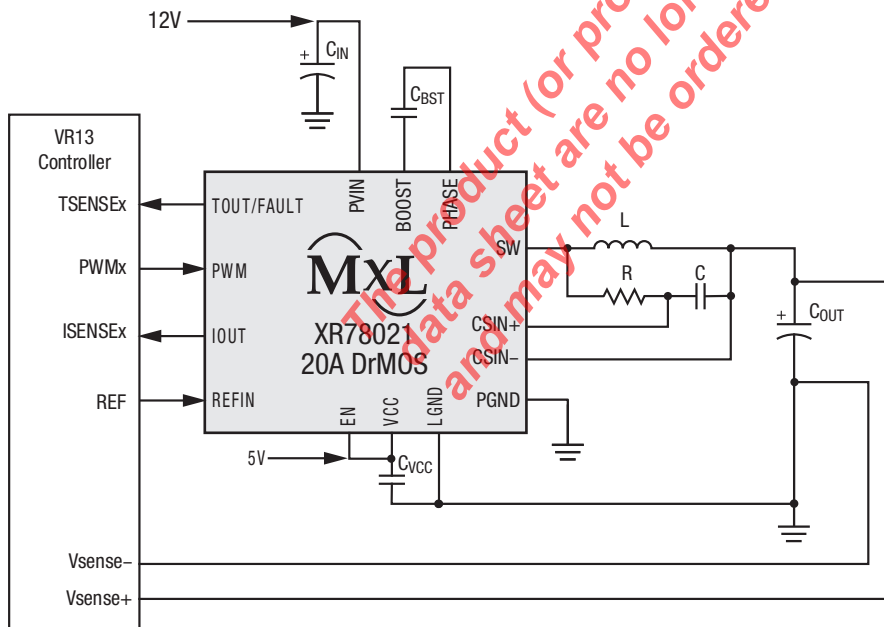 12V
CIN
CBST
VR13
Controller
TSENSEx
PWMx
ISENSEx
REF
Vsense–
Vsense+
TOUT/FAULT
PWM
IOUT
REFIN
PVIN
BOOST
PHASE
MXL
XR78021
20A DrMOS
SW
CSIN+
CSIN–
PGND
EN
VCC
LGND
5V
CVCC
L
R
C
COUT
+
+
The product (or pro
data sheet are no lon
and may not be ordere